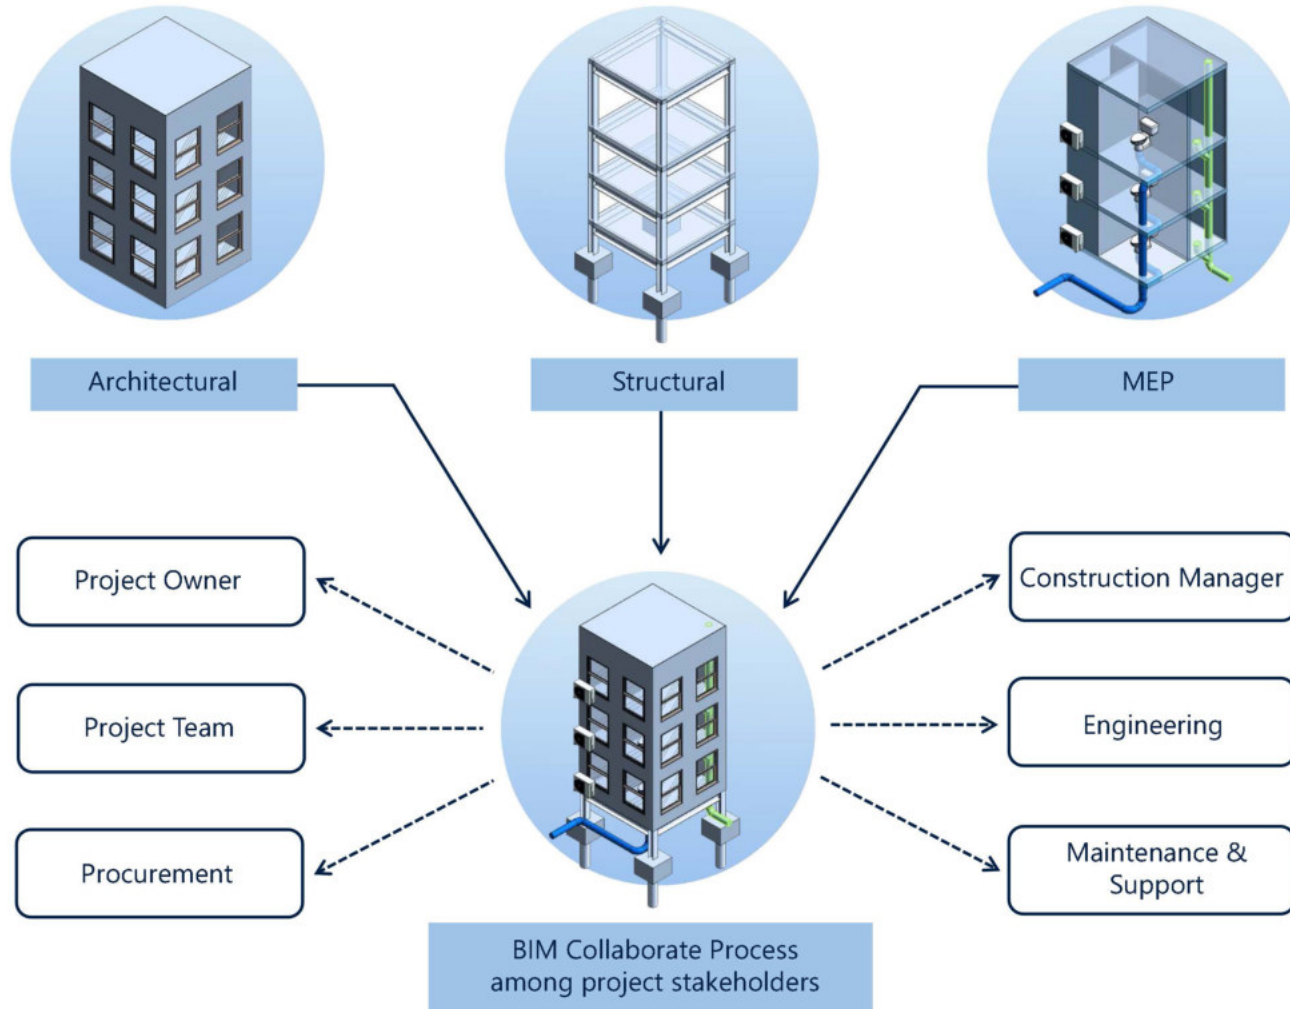 Architectural
Structural
MEP
Project Owner
Construction Manager
Project Team
Engineering
Procurement
Maintenance &
Support
BIM Collaborate Process
among project stakeholders